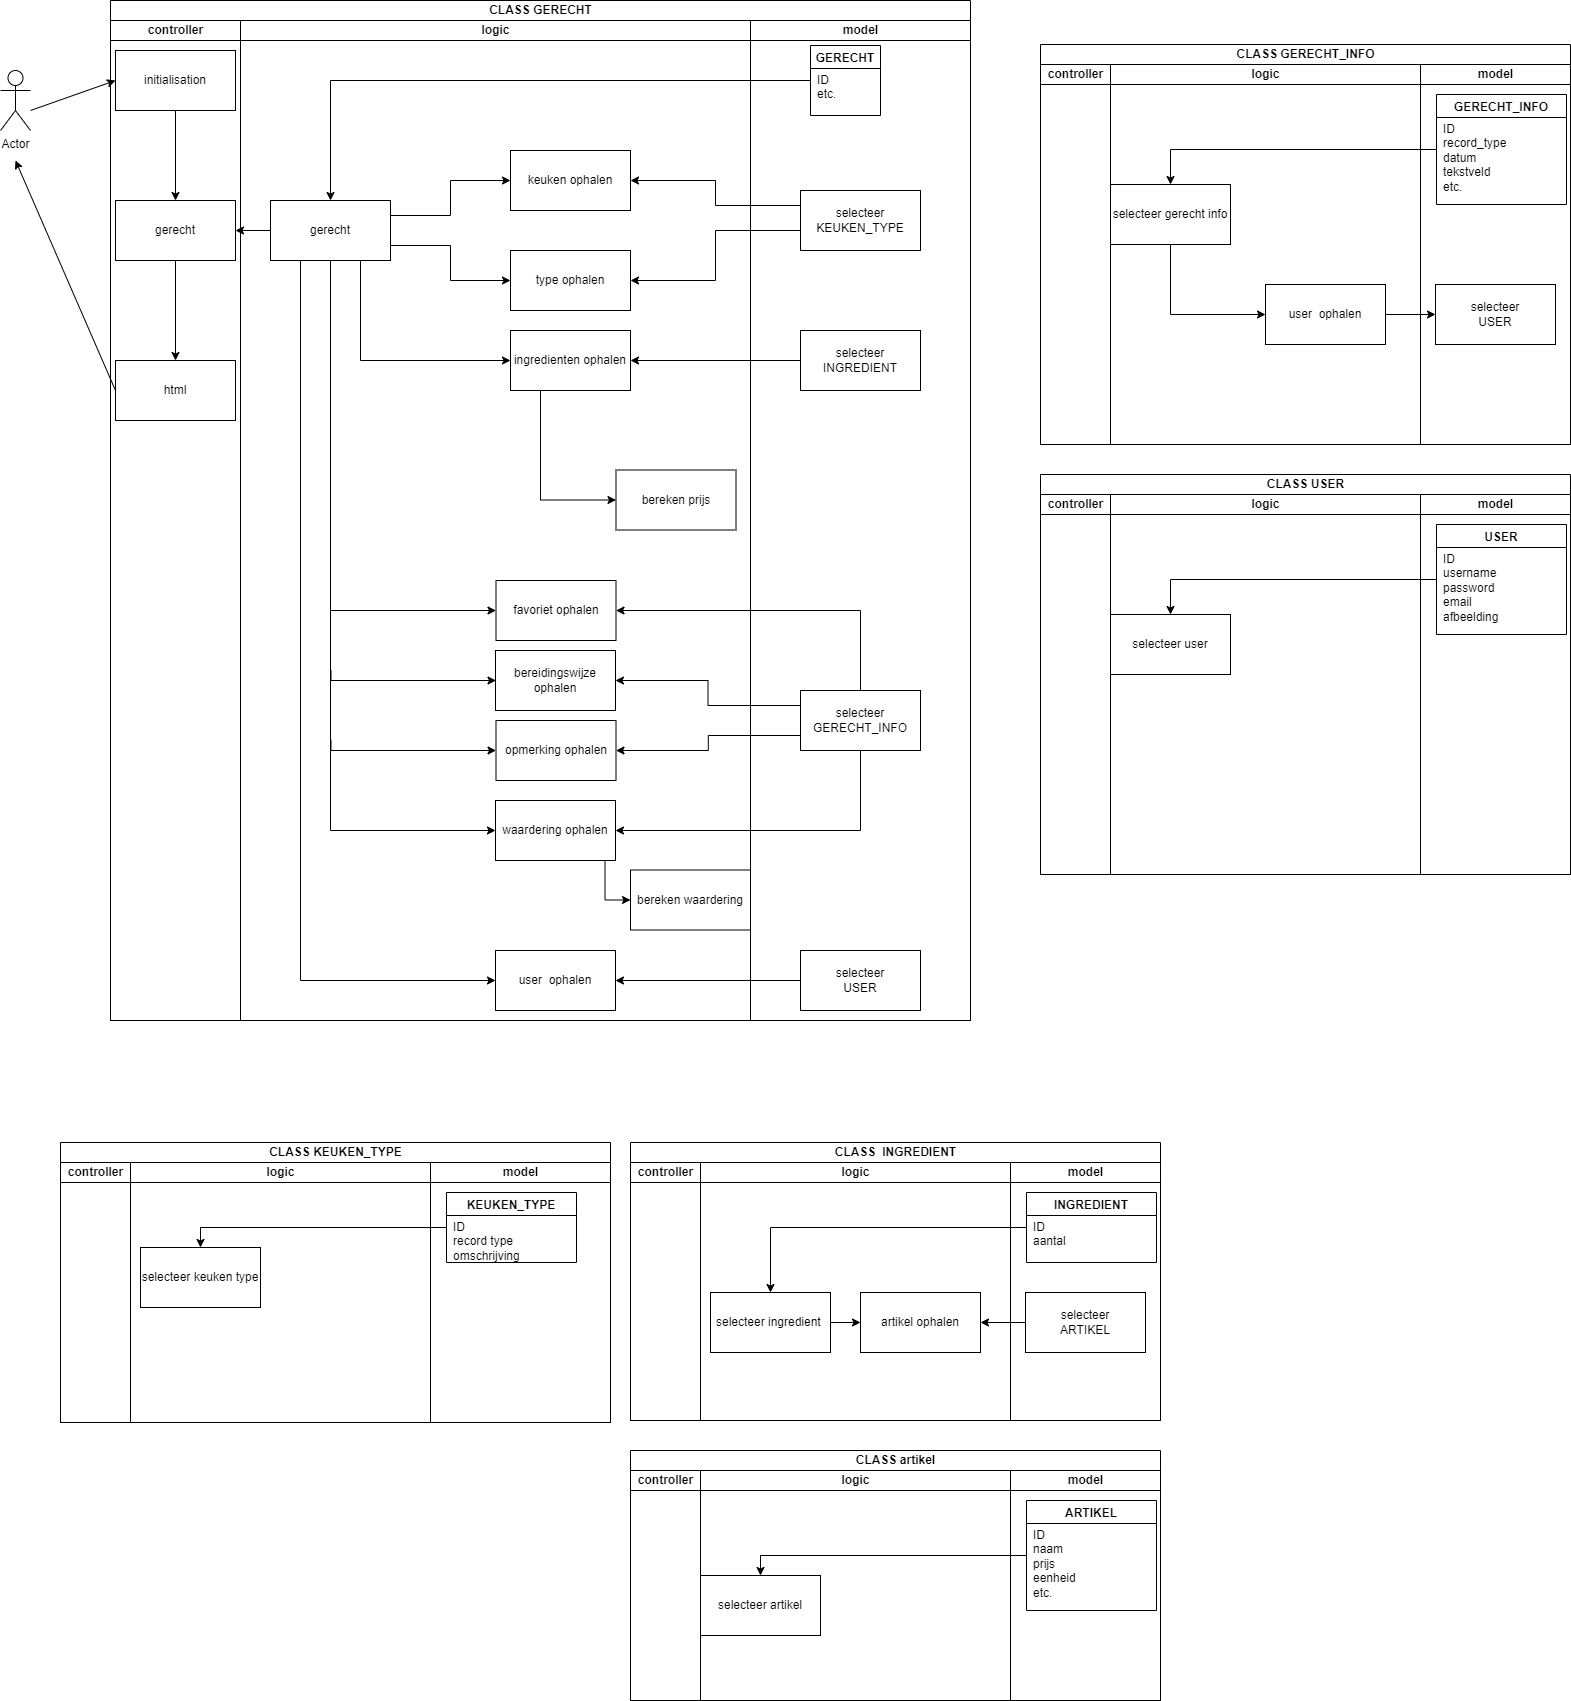 CLASS GERECHT
controller
logic
model
Actor
initialisation
GERECHT
ID
etc.
keuken ophalen
selecteer
KEUKEN_TYPE
gerecht
gerecht
type ophalen
html
ingredienten ophalen
selecteer
INGREDIENT
bereken prijs
favoriet ophalen
bereidingswijze
ophalen
selecteer
GERECHT_INFO
opmerking ophalen
waardering ophalen
bereken waardering
user  ophalen
selecteer
USER
CLASS GERECHT_INFO
controller
logic
model
GERECHT_INFO
ID
record_type
datum
tekstveld
etc.
selecteer gerecht info
user  ophalen
selecteer
USER
CLASS USER
controller
logic
model
USER
ID
username
password
email
afbeelding
selecteer user
CLASS KEUKEN_TYPE
controller
logic
model
KEUKEN_TYPE
ID
record type
omschrijving
selecteer keuken type
CLASS  INGREDIENT
controller
logic
model
INGREDIENT
ID
aantal
selecteer ingredient
artikel ophalen
selecteer
ARTIKEL
CLASS artikel
controller
logic
model
ARTIKEL
ID
naam
prijs
eenheid
etc.
selecteer artikel